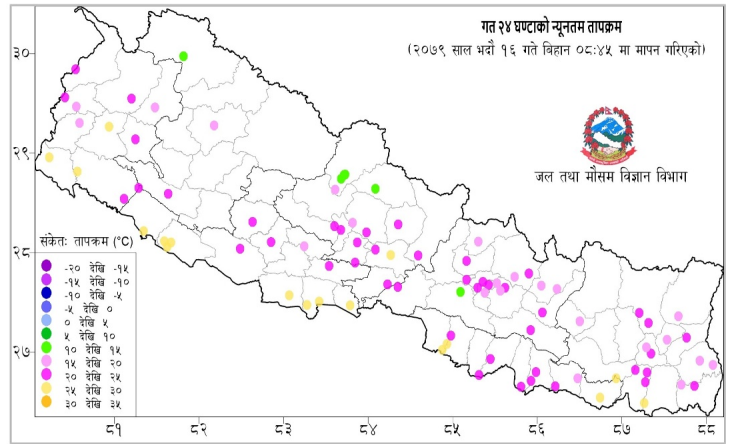 गत २४ घण्टाको न्यूनतम तापक्रम
(२०७९ साल भदौ १६ गते बिहान ०८:४५ मा मापन गरिएको)
जल तथा मौसम विज्ञान विभाग
३०
२९
२८
२७
संकेतः तापक्रम (°C)
-२० देखि -१५
-१५ देखि -१०
-१० देखि -५
-५ देखि ०
० देखि ५
५ देखि १०
१० देखि १५
१५ देखि २०
२० देखि २५
२५ देखि ३०
३० देखि ३५
८१ ८२ ८३ ८४ ८५ ८६ ८७ ८८